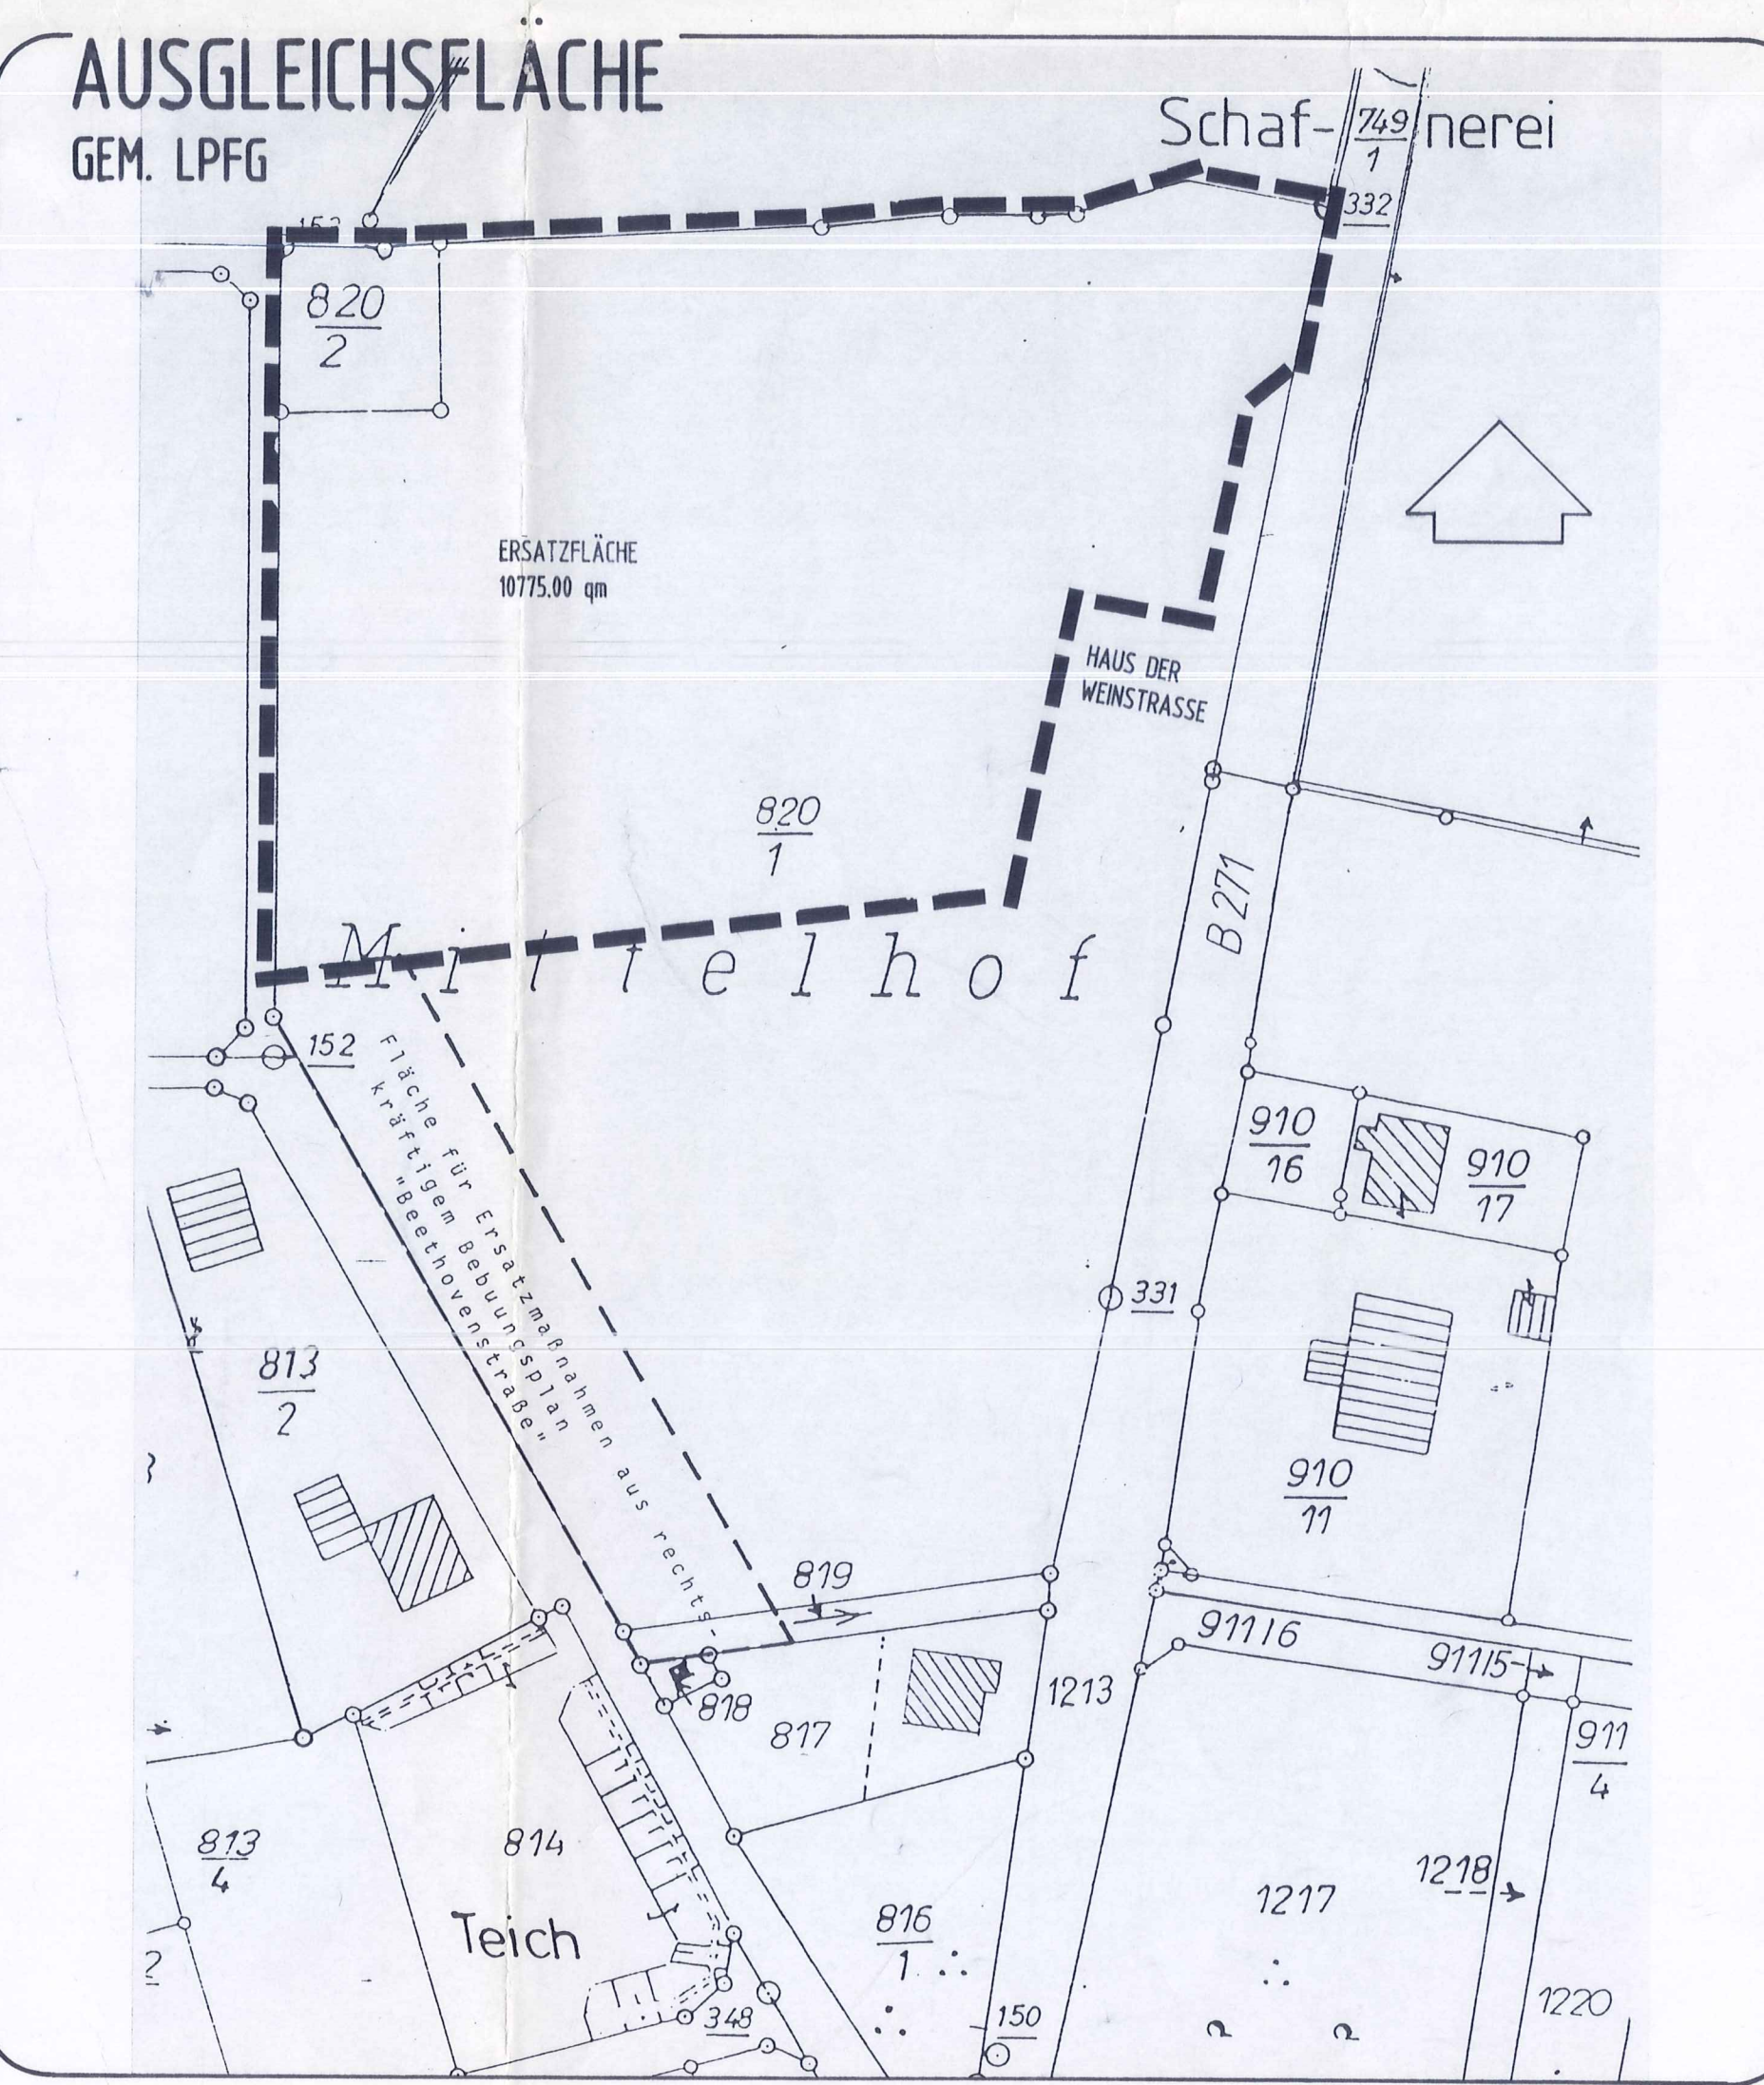 AUSGLEICHSFLÄCHE
GEM. LPFG
Schaf-
749
1
nerei
332
820
2
ERSATZFLÄCHE
10775.00 qm
HAUS DER
WEINSTRASSE
820
1
B 271
Mittelhof
152
Fläche für Ersatzmaßnahmen aus rechts-
kräftigem Bebuungsplan
"Beethovenstraße"
910
16
910
17
331
813
2
910
11
819
911/6
911/5
818
817
1213
911
4
813
4
814
Teich
816
1
1217
1218
2
348
150
1220